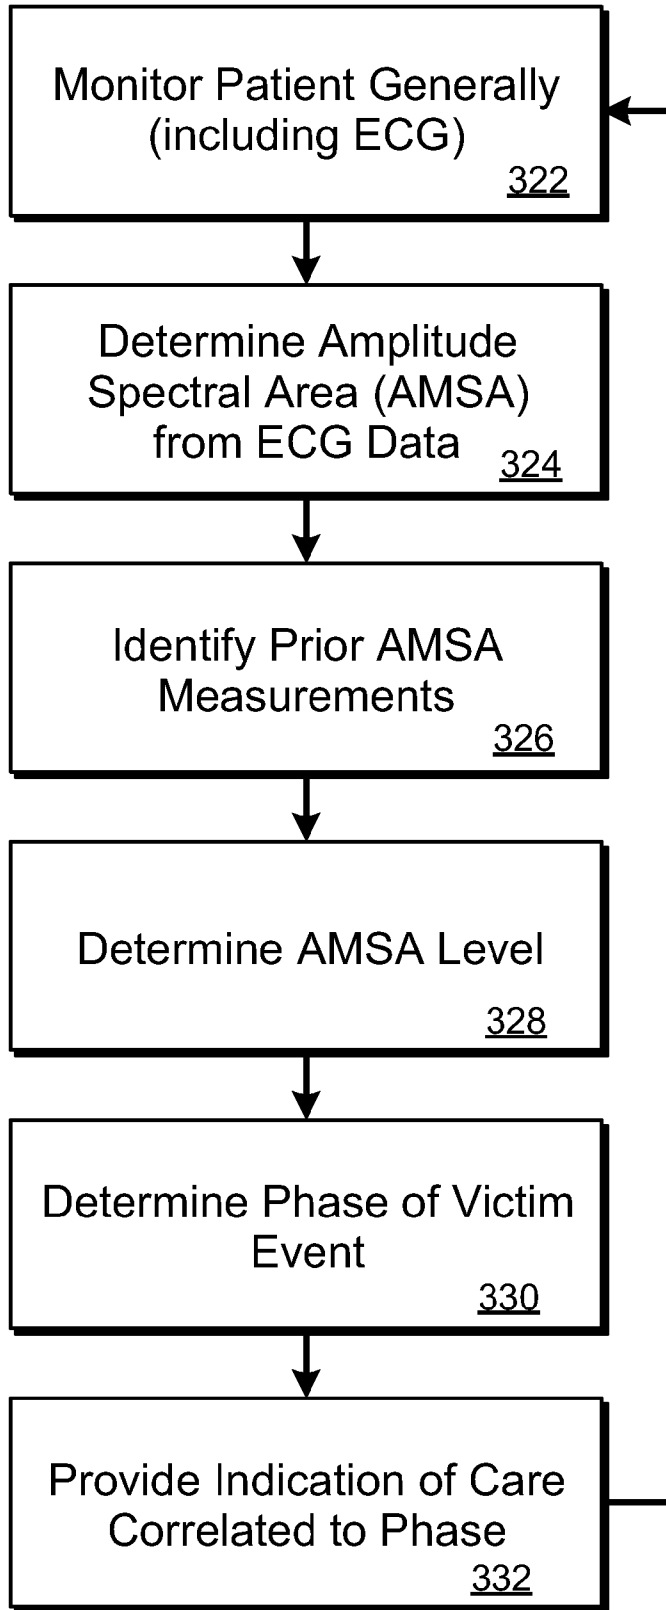 Monitor Patient Generally
(including ECG)
322
Determine Amplitude
Spectral Area (AMSA)
from ECG Data
324
Identify Prior AMSA
Measurements
326
Determine AMSA Level
328
Determine Phase of Victim
Event
330
Provide Indication of Care
Correlated to Phase
332